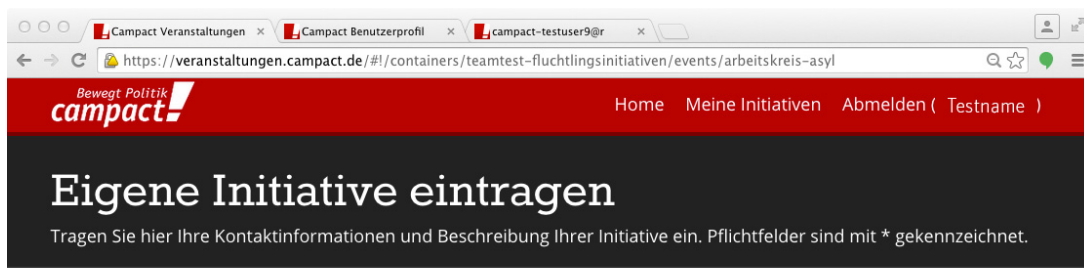 Campact Veranstaltungen × Campact Benutzerprofil × campact-testuser9@r ×
https://veranstaltungen.campact.de/#!/containers/teamtest-fluchtlingsinitiativen/events/arbeitskreis-asyl
Bewegt Politik
campact! Home Meine Initiativen Abmelden ( Testname )
Eigene Initiative eintragen
Tragen Sie hier Ihre Kontaktinformationen und Beschreibung Ihrer Initiative ein. Pflichtfelder sind mit * gekennzeichnet.